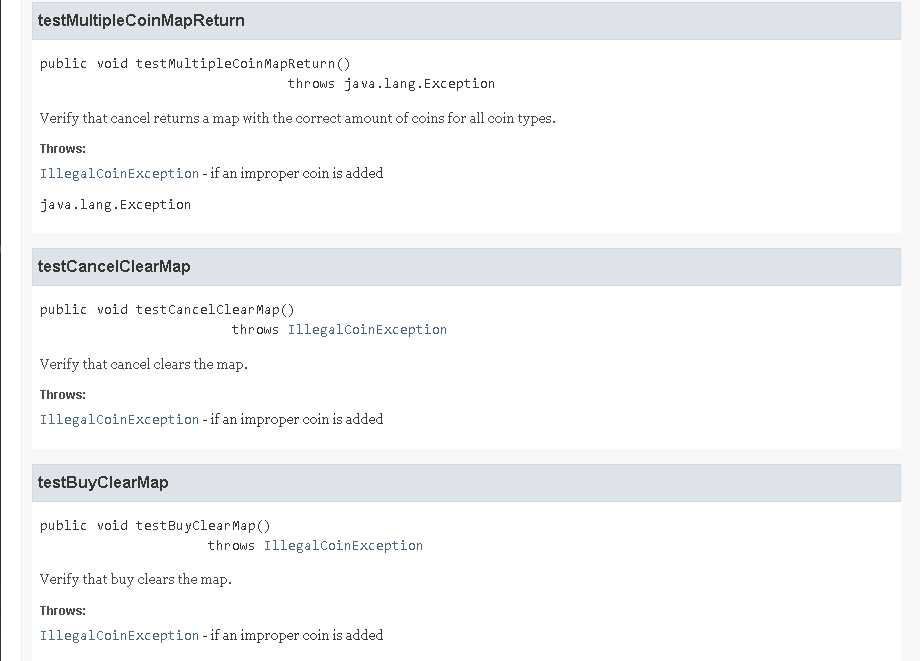 testMultipleCoinMapReturn
public void testMultipleCoinMapReturn()
throws java.lang.Exception
Verify that cancel returns a map with the correct amount of coins for all coin types.
Throws:
IllegalCoinException - if an improper coin is added
java.lang.Exception
testCancelClearMap
public void testCancelClearMap()
throws IllegalCoinException
Verify that cancel clears the map.
Throws:
IllegalCoinException - if an improper coin is added
testBuyClearMap
public void testBuyClearMap()
throws IllegalCoinException
Verify that buy clears the map.
Throws:
IllegalCoinException - if an improper coin is added